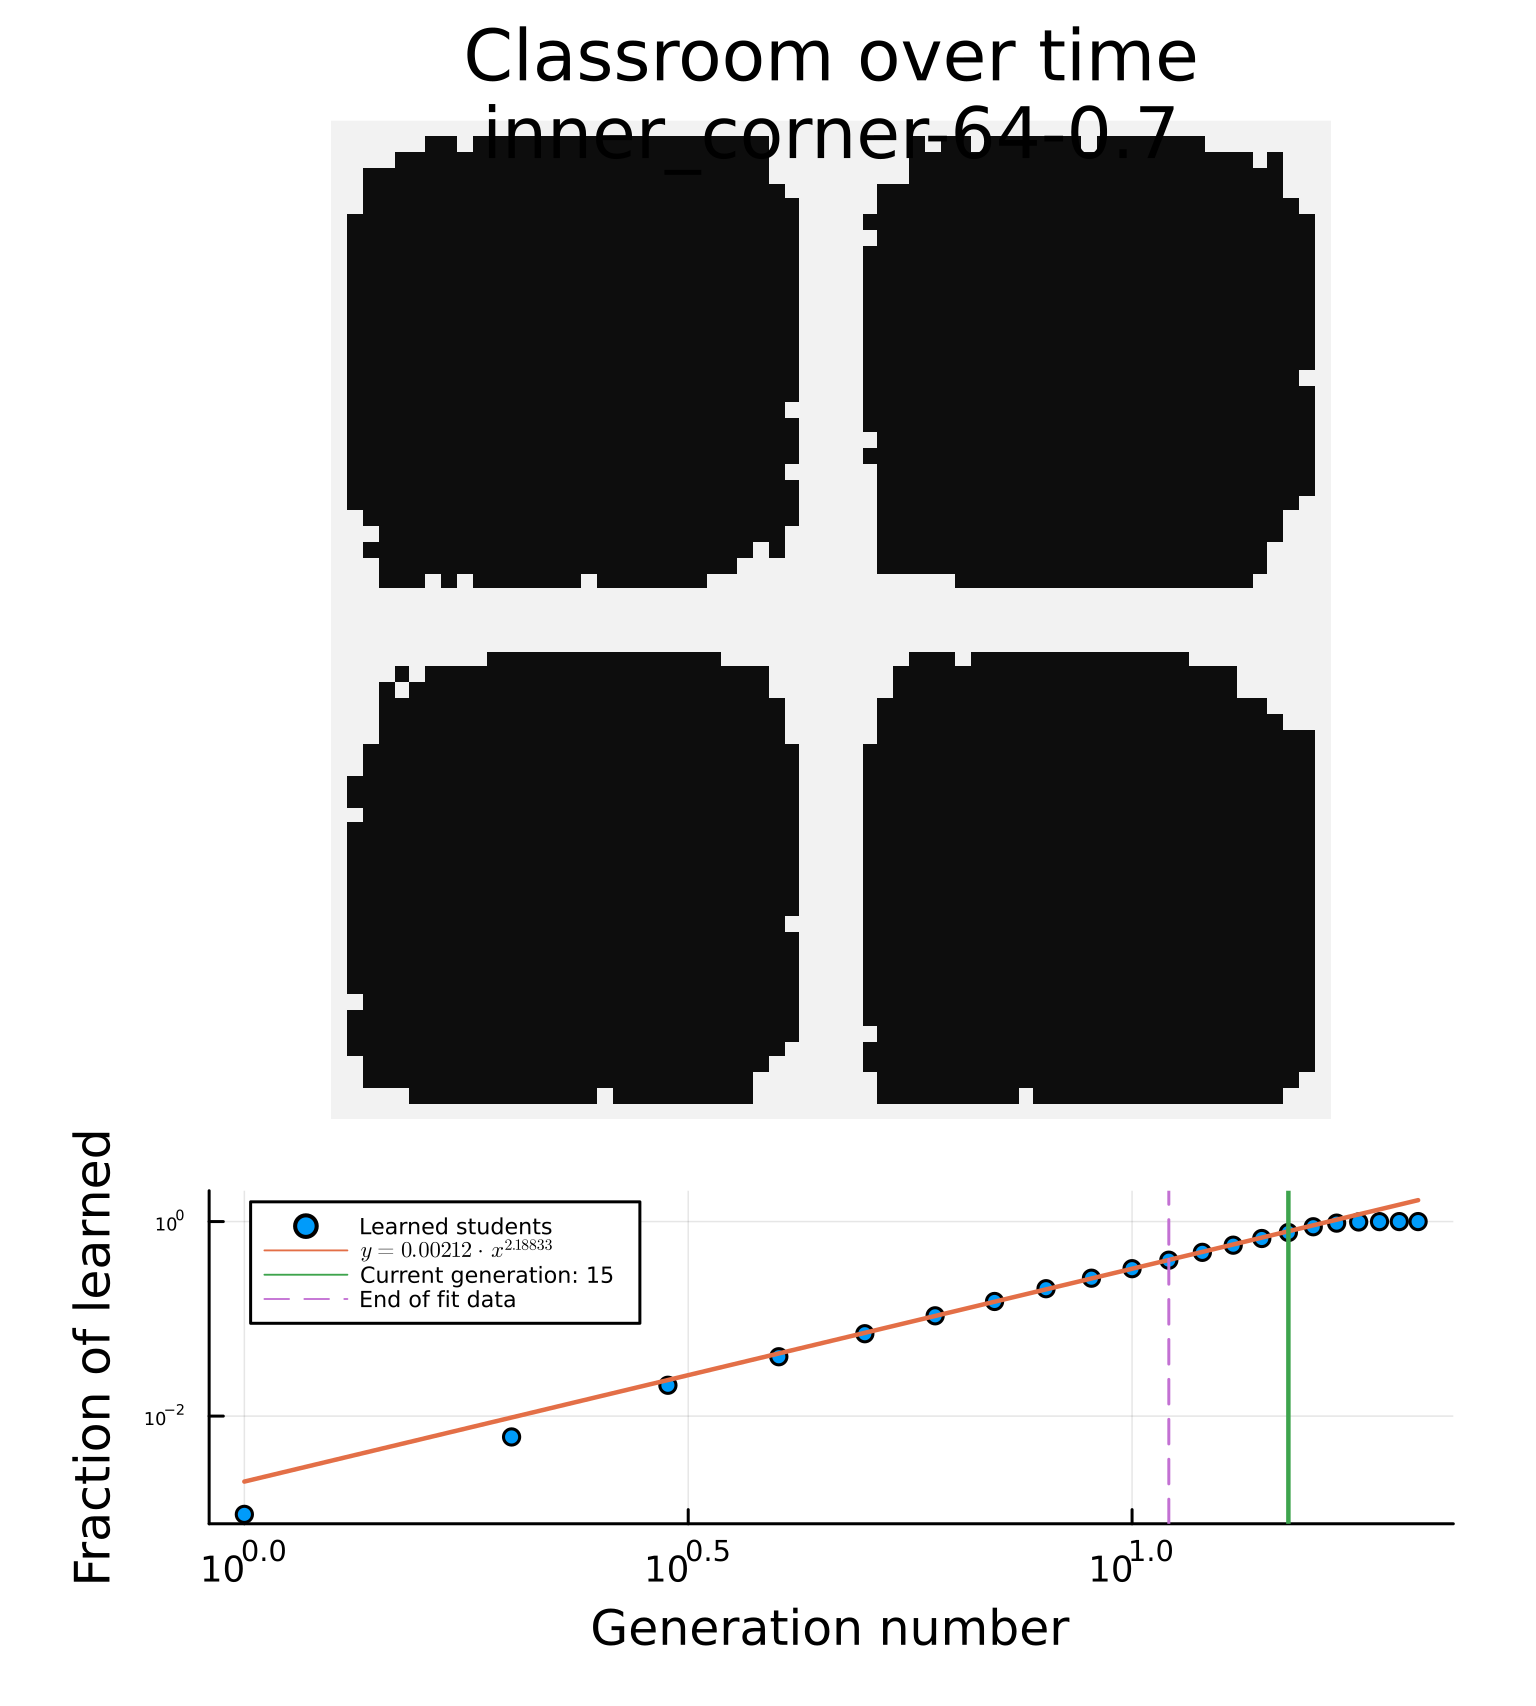 Classroom over time
inner_corner-64-0.7
Fraction of learned
10^0
10^-2
Learned students
y = 0.00212 · x^2.18833
Current generation: 15
End of fit data
10^0.0
10^0.5
10^1.0
Generation number